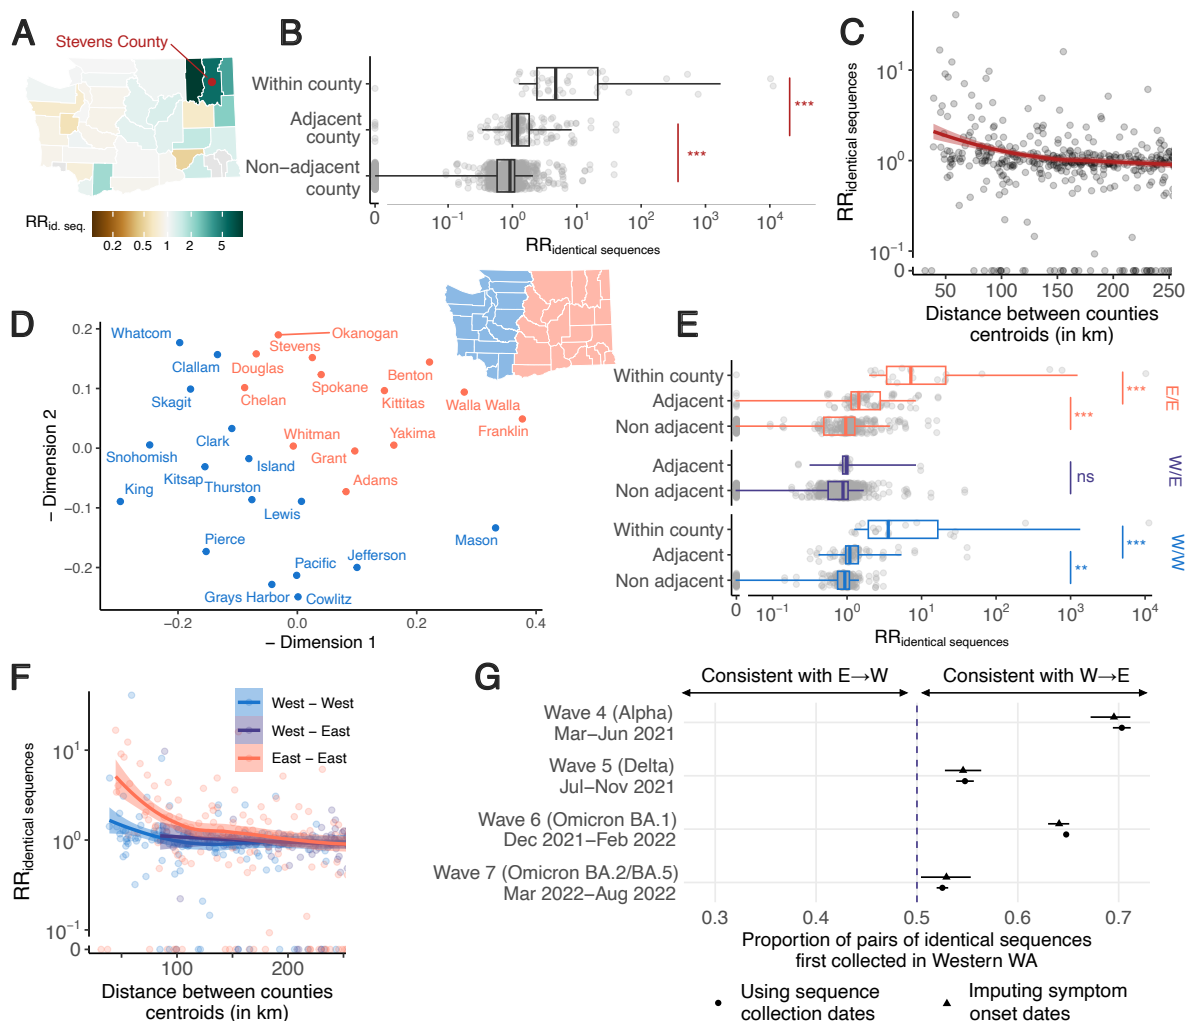 A
Stevens County
RRid. seq.
0.2 0.5 1 2 5
B
Within county
Adjacent
county
Non−adjacent
county
***
***
0 10−1 100 101 102 103 104
RRidentical sequences
C
RRidentical sequences
101
100
10−1
0
50 100 150 200 250
Distance between counties
centroids (in km)
D
− Dimension 2
0.2
0.1
0.0
−0.1
−0.2
Whatcom
Okanogan
Stevens
Clallam
Douglas
Spokane
Benton
Skagit
Chelan
Kittitas
Walla Walla
Franklin
Clark
Whitman
Yakima
Snohomish
Island
Grant
Kitsap
Thurston
Adams
King
Lewis
Pierce
Mason
Pacific
Jefferson
Grays Harbor
Cowlitz
−0.2 0.0 0.2 0.4
− Dimension 1
E
Within county
Adjacent
Non adjacent
***
***
E/E
Adjacent
Non adjacent
ns
W/E
Within county
Adjacent
Non adjacent
***
**
W/W
0 10−1 100 101 102 103 104
RRidentical sequences
F
RRidentical sequences
101
100
10−1
0
West − West
West − East
East − East
100 200
Distance between counties
centroids (in km)
G
Consistent with E→W
Consistent with W→E
Wave 4 (Alpha)
Mar−Jun 2021
Wave 5 (Delta)
Jul−Nov 2021
Wave 6 (Omicron BA.1)
Dec 2021−Feb 2022
Wave 7 (Omicron BA.2/BA.5)
Mar 2022−Aug 2022
0.3 0.4 0.5 0.6 0.7
Proportion of pairs of identical sequences
first collected in Western WA
Using sequence
collection dates
Imputing symptom
onset dates